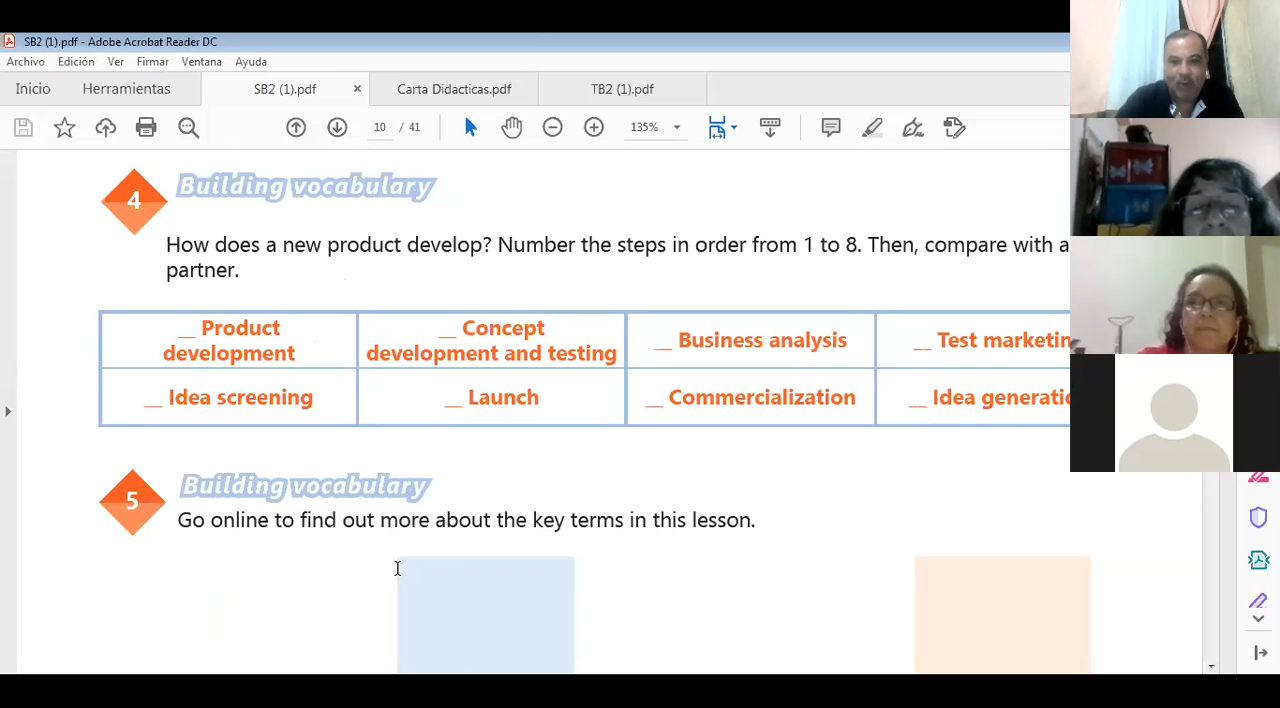 SB2 (1).pdf - Adobe Acrobat Reader DC
Archivo Edición Ver Firmar Ventana Ayuda
Inicio Herramientas SB2 (1).pdf × Carta Didacticas.pdf TB2 (1).pdf
10 / 41 135%
4 Building vocabulary
How does a new product develop? Number the steps in order from 1 to 8. Then, compare with a
partner.
__ Product
development
__ Concept
development and testing
__ Business analysis
__ Test marketin
__ Idea screening
__ Launch
__ Commercialization
__ Idea generatio
5 Building vocabulary
Go online to find out more about the key terms in this lesson.